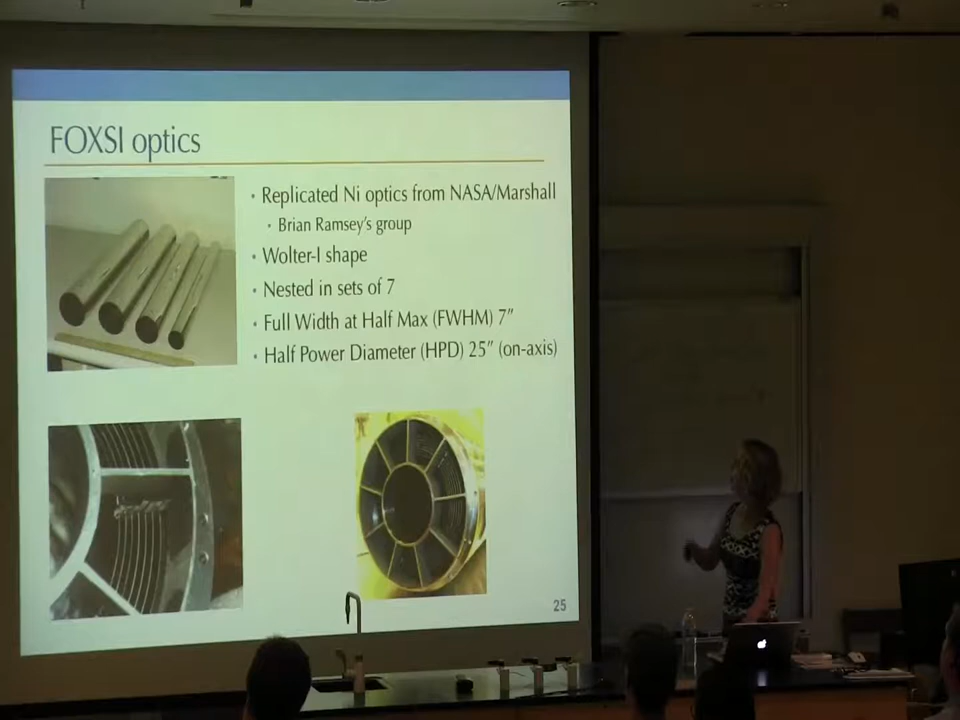 FOXSI optics
• Replicated Ni optics from NASA/Marshall
• Brian Ramsey's group
• Wolter-I shape
• Nested in sets of 7
• Full Width at Half Max (FWHM) 7"
• Half Power Diameter (HPD) 25" (on-axis)
25